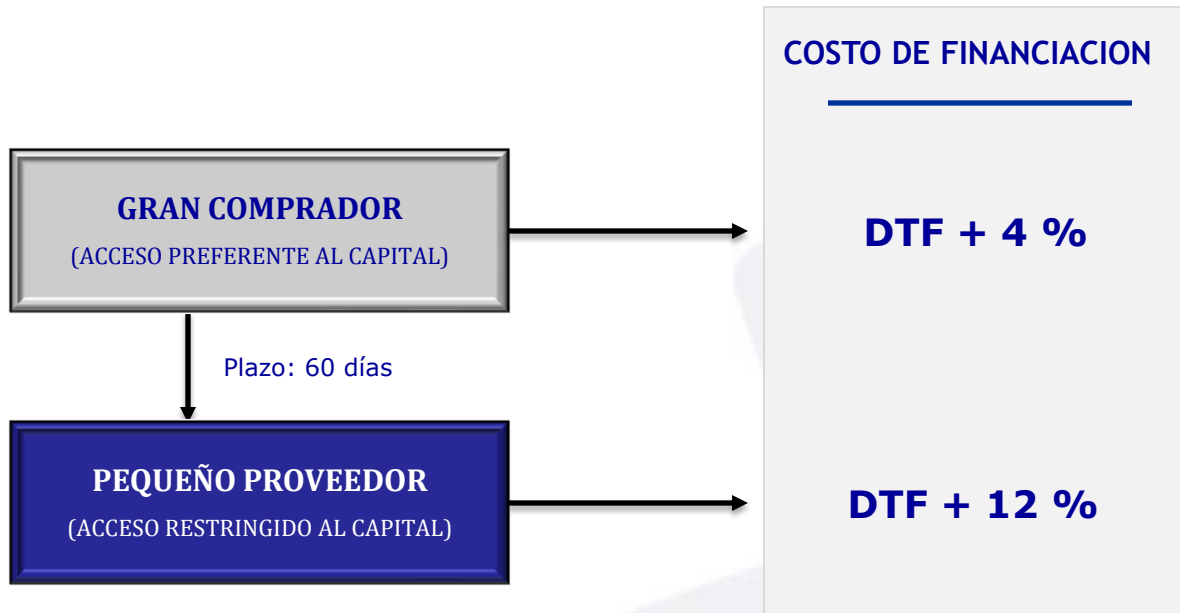 COSTO DE FINANCIACION
GRAN COMPRADOR
(ACCESO PREFERENTE AL CAPITAL)
DTF + 4 %
Plazo: 60 días
PEQUEÑO PROVEEDOR
(ACCESO RESTRINGIDO AL CAPITAL)
DTF + 12 %